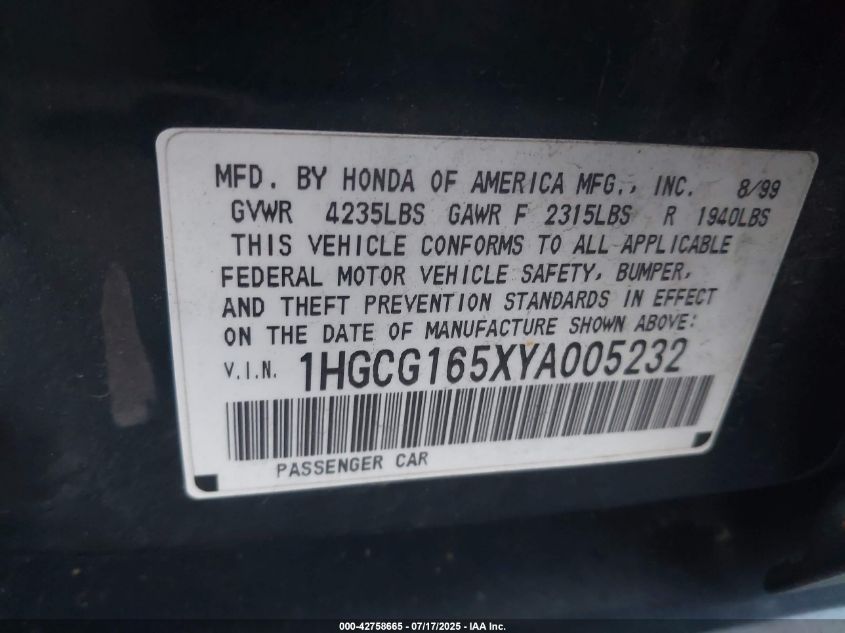 MFD. BY HONDA OF AMERICA MFG., INC. 8/99
GVWR 4235LBS GAWR F 2315LBS R 1940LBS
THIS VEHICLE CONFORMS TO ALL APPLICABLE
FEDERAL MOTOR VEHICLE SAFETY, BUMPER,
AND THEFT PREVENTION STANDARDS IN EFFECT
ON THE DATE OF MANUFACTURE SHOWN ABOVE:
V.I.N. 1HGCG165XYA005232
PASSENGER CAR
000-42758665 - 07/17/2025 - IAA Inc.